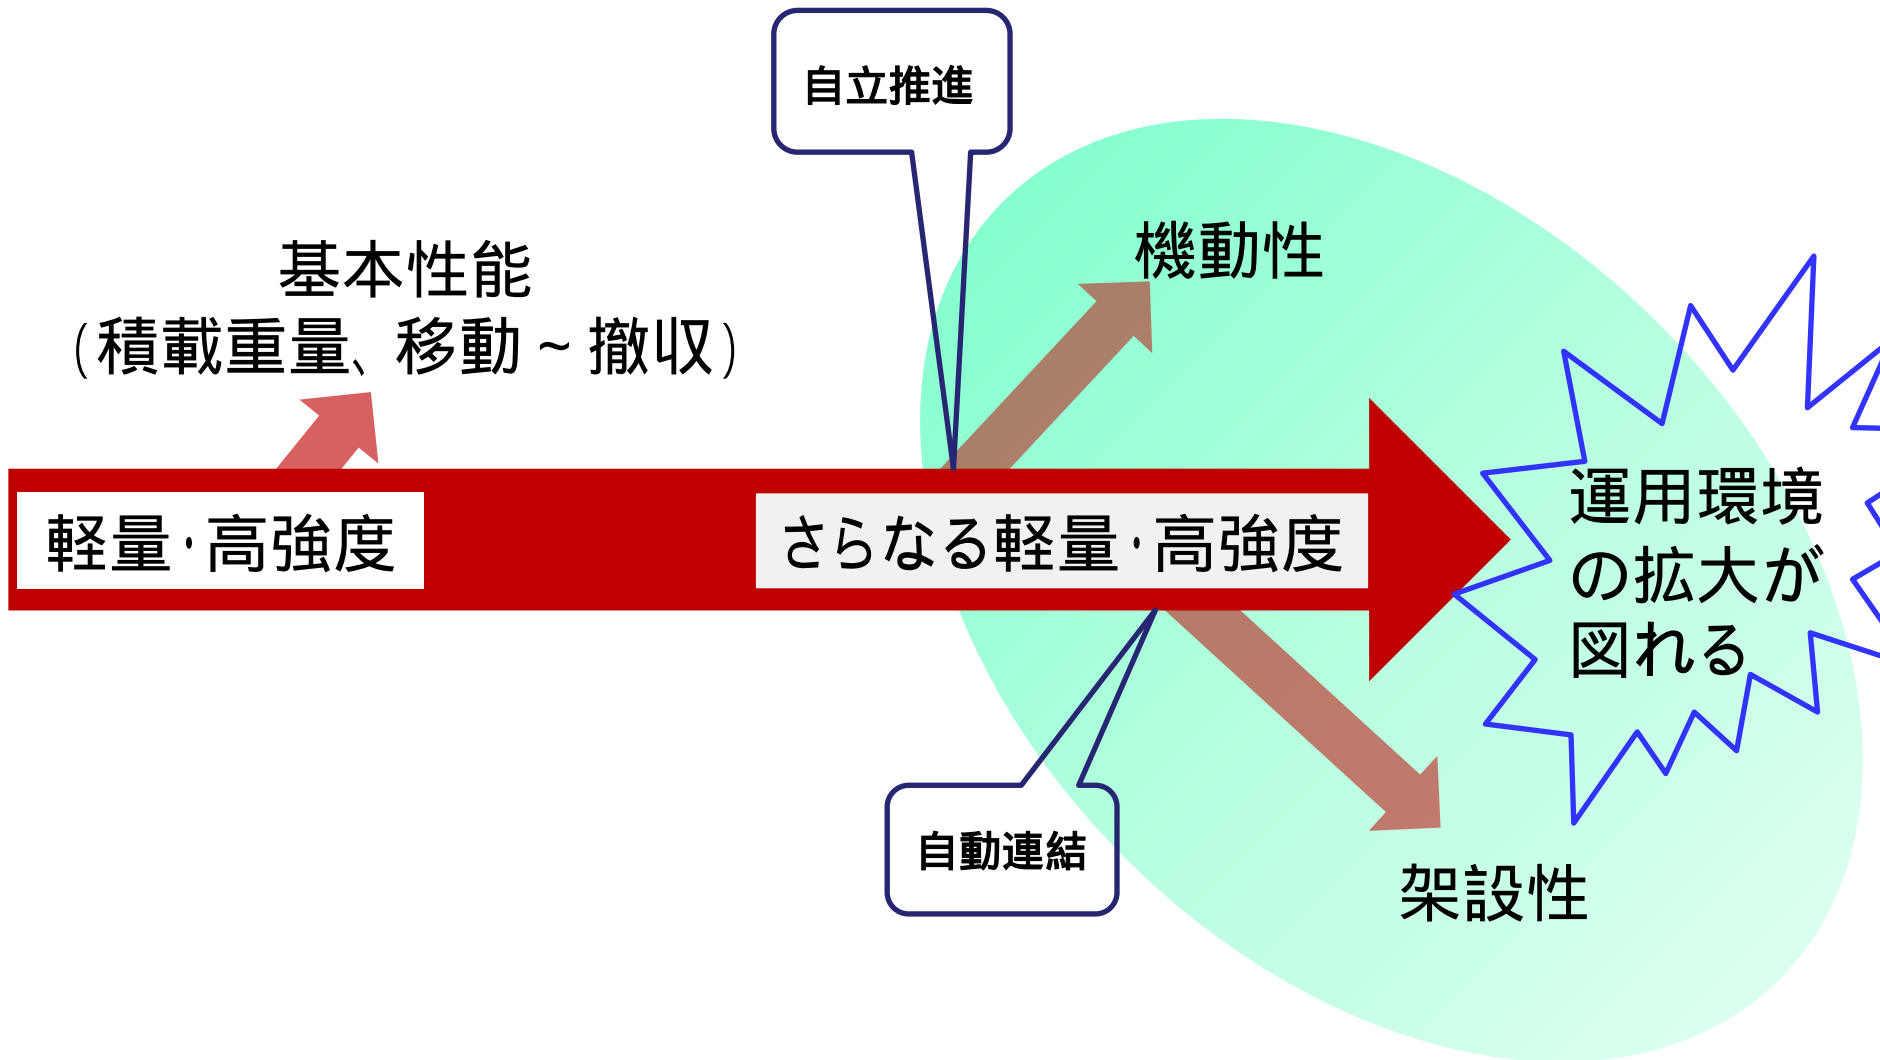 自立推進
機動性
基本性能
（積載重量、移動～撤収）
軽量･高強度
さらなる軽量･高強度
運用環境
の拡大が
図れる
自動連結
架設性